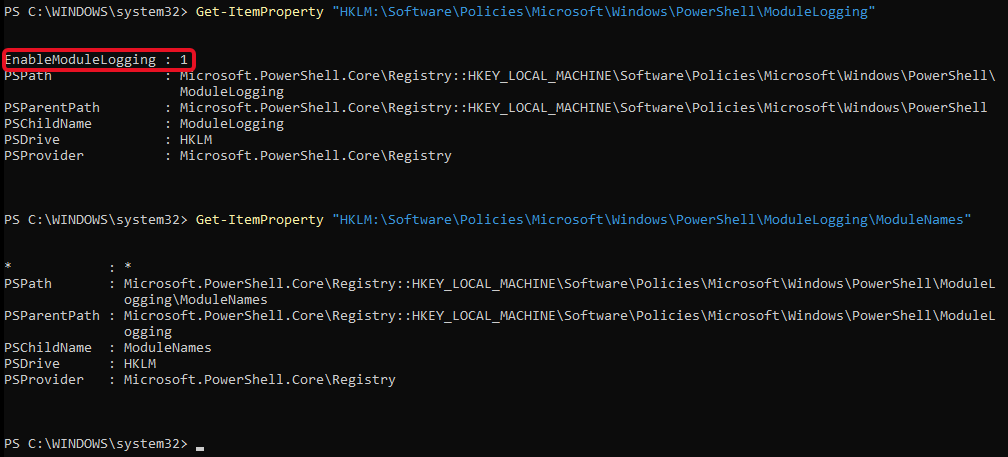 PS C:\WINDOWS\system32> Get-ItemProperty "HKLM:\Software\Policies\Microsoft\Windows\PowerShell\ModuleLogging"
EnableModuleLogging : 1
PSPath              : Microsoft.PowerShell.Core\Registry::HKEY_LOCAL_MACHINE\Software\Policies\Microsoft\Windows\PowerShell\
                      ModuleLogging
PSParentPath        : Microsoft.PowerShell.Core\Registry::HKEY_LOCAL_MACHINE\Software\Policies\Microsoft\Windows\PowerShell
PSChildName         : ModuleLogging
PSDrive             : HKLM
PSProvider          : Microsoft.PowerShell.Core\Registry
PS C:\WINDOWS\system32> Get-ItemProperty "HKLM:\Software\Policies\Microsoft\Windows\PowerShell\ModuleLogging\ModuleNames"
*            : *
PSPath       : Microsoft.PowerShell.Core\Registry::HKEY_LOCAL_MACHINE\Software\Policies\Microsoft\Windows\PowerShell\ModuleL
               ogging\ModuleNames
PSParentPath : Microsoft.PowerShell.Core\Registry::HKEY_LOCAL_MACHINE\Software\Policies\Microsoft\Windows\PowerShell\ModuleL
               ogging
PSChildName  : ModuleNames
PSDrive      : HKLM
PSProvider   : Microsoft.PowerShell.Core\Registry
PS C:\WINDOWS\system32> _